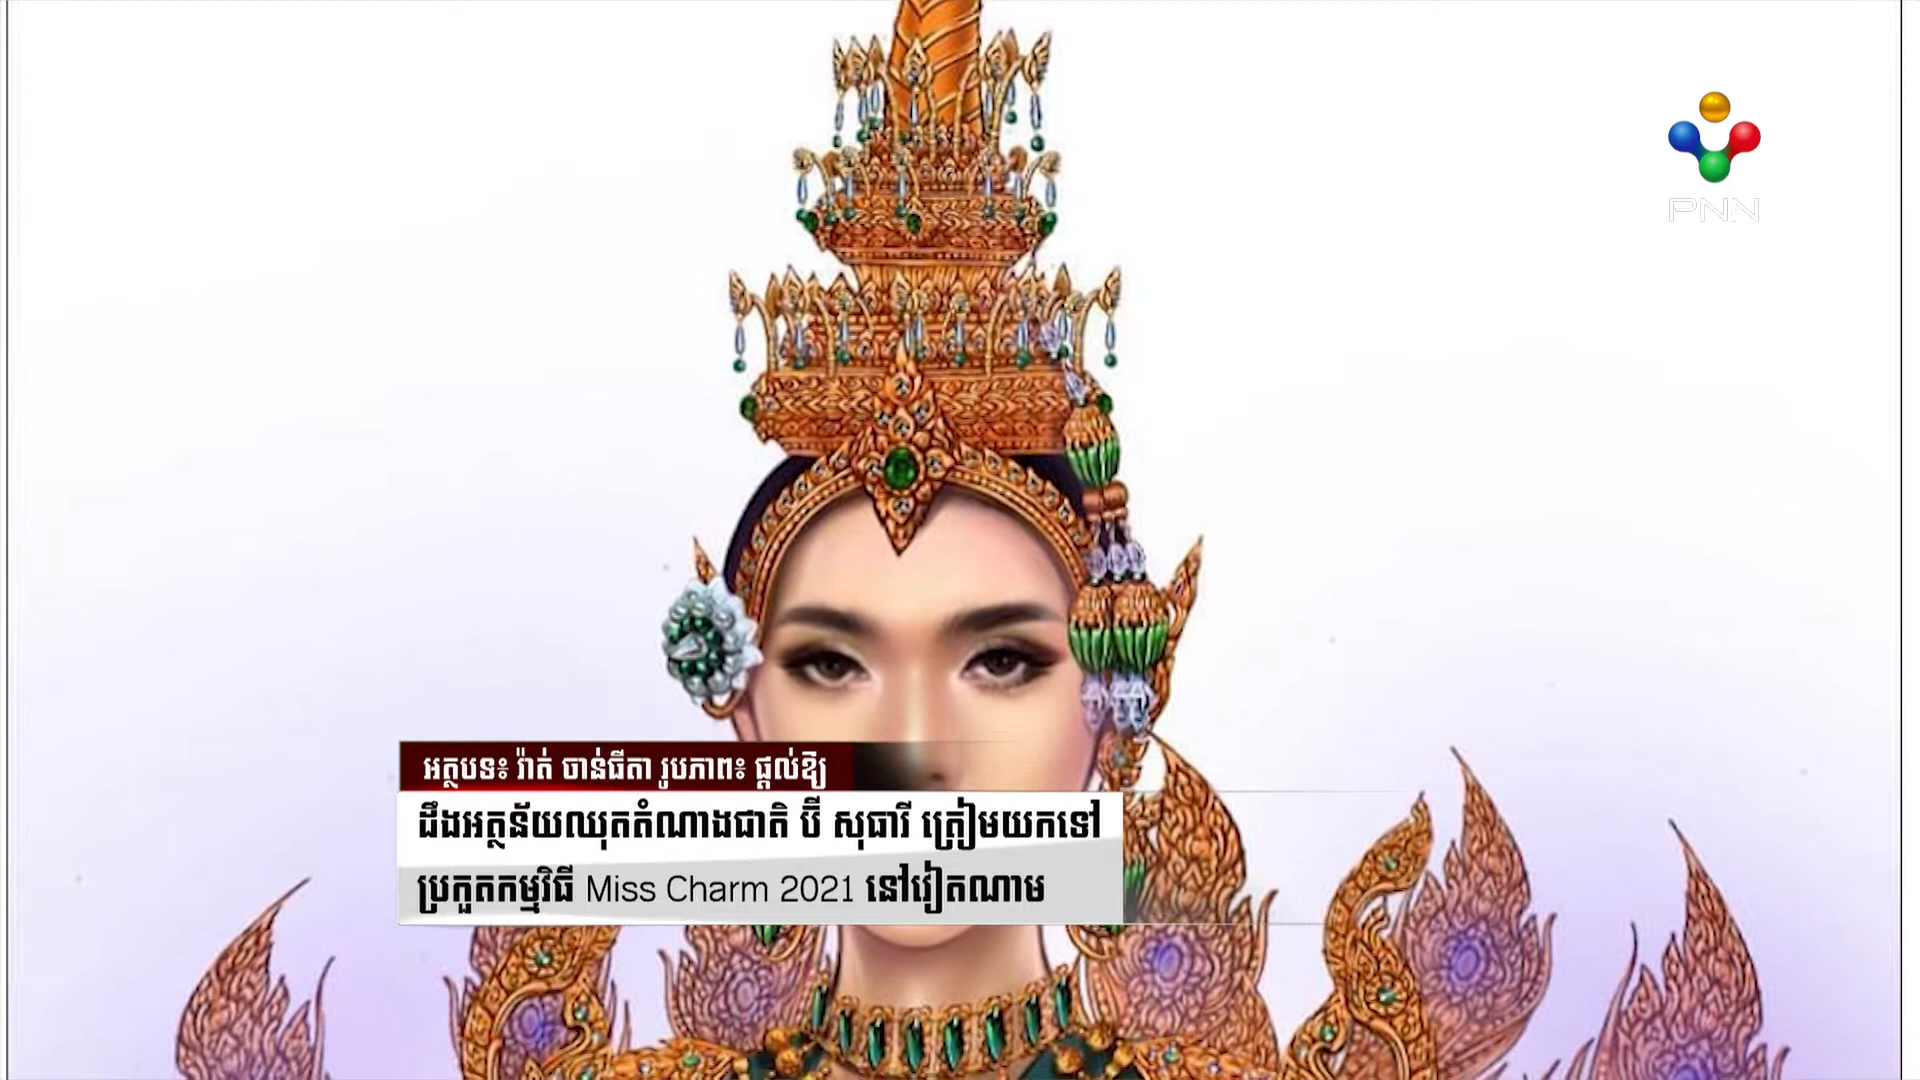 PNN
អត្ថបទ៖ រ៉ាត់ ចាន់ធីតា រូបភាព៖ ផ្តល់ឱ្យ
ដឹងអត្ថន័យឈុតតំណាងជាតិ ប៊ី សុធារី ត្រៀមយកទៅ
ប្រកួតកម្មវិធី Miss Charm 2021 នៅវៀតណាម